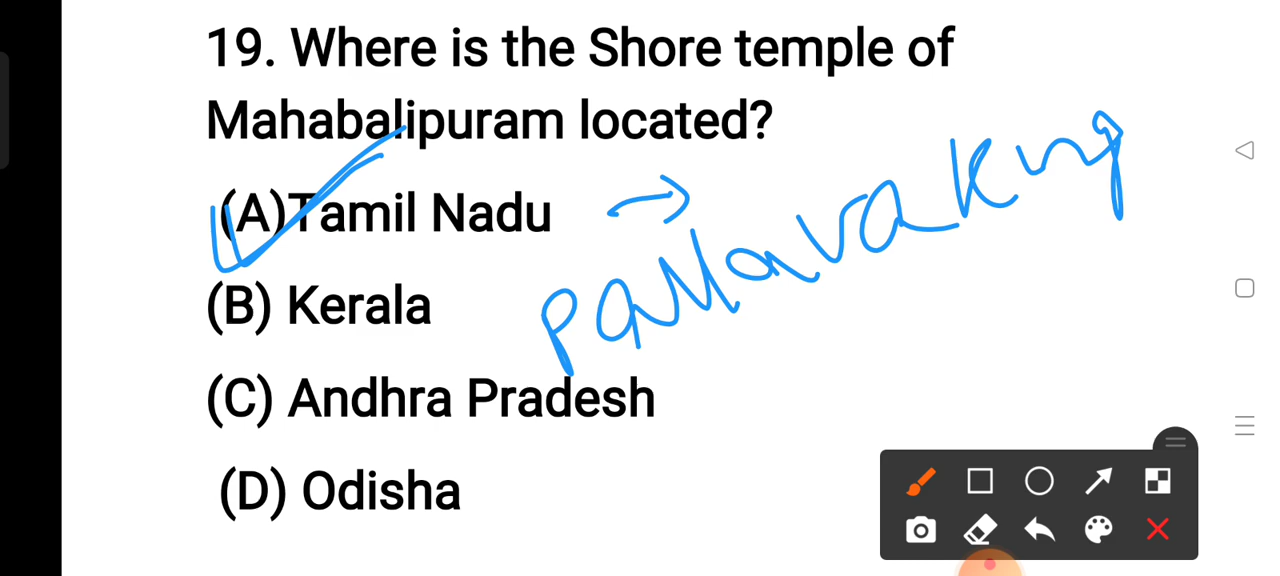 19. Where is the Shore temple of
Mahabalipuram located?
(A)Tamil Nadu
pallava king
(B) Kerala
(C) Andhra Pradesh
(D) Odisha